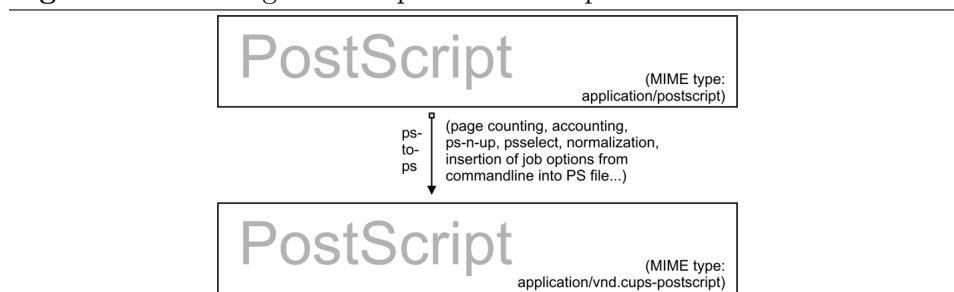 PostScript
(MIME type:
application/postscript)
ps-
to-
ps
(page counting, accounting,
ps-n-up, psselect, normalization,
insertion of job options from
commandline into PS file...)
PostScript
(MIME type:
application/vnd.cups-postscript)